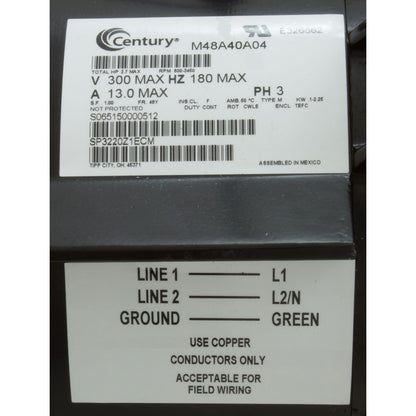 Century® M48A40A04
E326662
TOTAL HP 2.7 MAX RPM 600-3450
V 300 MAX HZ 180 MAX
A 13.0 MAX PH 3
S.F. 1.00 FR. 48Y INS.CL. F AMB.50 °C TYPE M KW .1-2.25
NOT PROTECTED DUTY CONT ROT CWLE ENCL TEFC
S065150000512
SP3220Z1ECM
TIPP CITY, OH. 45371 ASSEMBLED IN MEXICO
LINE 1 L1
LINE 2 L2/N
GROUND GREEN
USE COPPER
CONDUCTORS ONLY
ACCEPTABLE FOR
FIELD WIRING